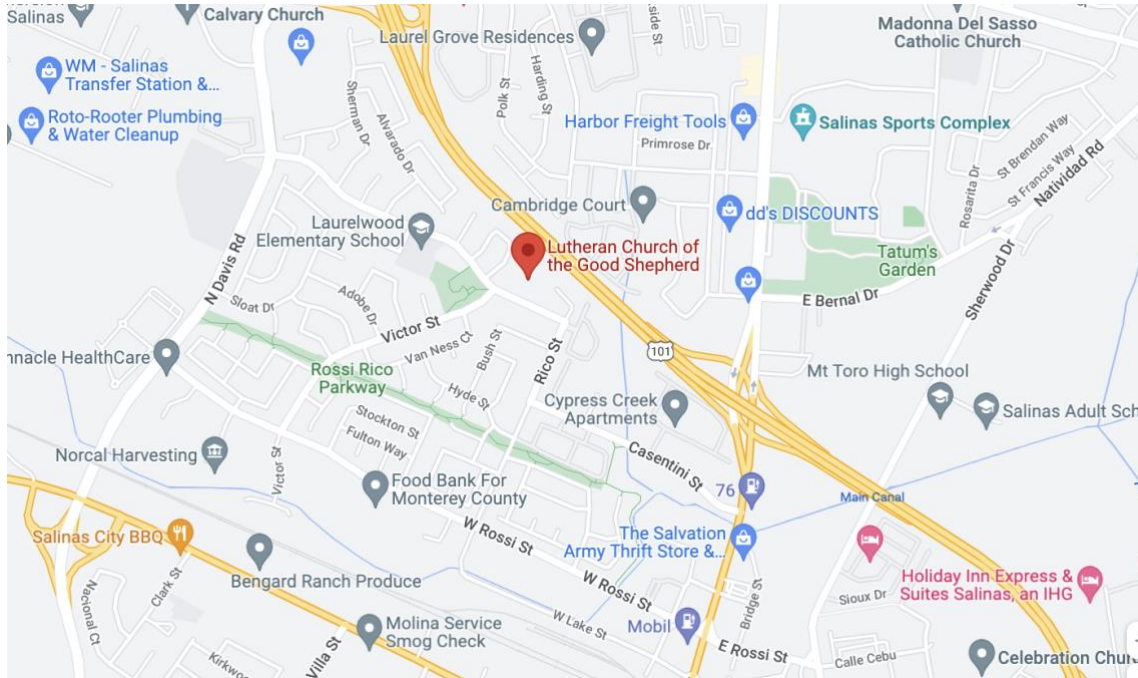 Salinas
Calvary Church
Laurel Grove Residences
Madonna Del Sasso
Catholic Church
WM - Salinas
Transfer Station &...
Roto-Rooter Plumbing
& Water Cleanup
Sherman Dr
Alvarado Dr
Polk St
Harding St
Harbor Freight Tools
Primrose Dr
Salinas Sports Complex
St Brendan Way
St Francis Way
Natividad Rd
Rosarita Dr
Cambridge Court
dd's DISCOUNTS
Laurelwood
Elementary School
Lutheran Church of
the Good Shepherd
Tatum's
Garden
N Davis Rd
Sloat Dr
Adobe Dr
Victor St
Van Ness Ct
Bush St
Rico St
E Bernal Dr
Sherwood Dr
101
HealthCare
Rossi Rico
Parkway
Hyde St
Mt Toro High School
Cypress Creek
Apartments
Salinas Adult Sch
Stockton St
Fulton Way
Casentini St
Norcal Harvesting
Victor St
Food Bank For
Monterey County
76
Main Canal
Salinas City BBQ
W Rossi St
The Salvation
Army Thrift Store &...
Bengard Ranch Produce
W Rossi St
Holiday Inn Express &
Suites Salinas, an IHG
Clark St
Nacional Ct
Bridge St
Sioux Dr
Molina Service
Smog Check
W Lake St
Mobil
Villa St
E Rossi St
Calle Cebu
Celebration Chur